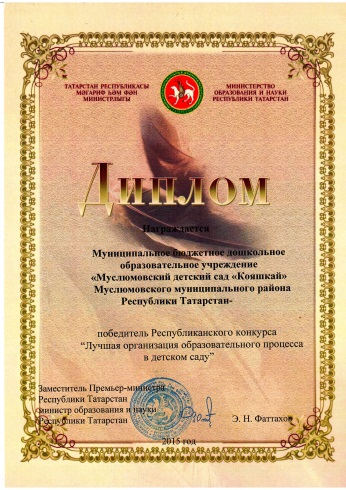 ТАТАРСТАН РЕСПУБЛИКАСЫ
МӘГАРИФ ҺӘМ ФӘН
МИНИСТРЛЫГЫ
МИНИСТЕРСТВО
ОБРАЗОВАНИЯ И НАУКИ
РЕСПУБЛИКИ ТАТАРСТАН
Диплом
Награждается
Муниципальное бюджетное дошкольное
образовательное учреждение
«Муслюмовский детский сад «Кояшкай»
Муслюмовского муниципального района
Республики Татарстан-
победитель Республиканского конкурса
“Лучшая организация образовательного процесса
в детском саду”
Заместитель Премьер-министра
Республики Татарстан
министр образования и науки
Республики Татарстан
Э. Н. Фаттахов
2015 год